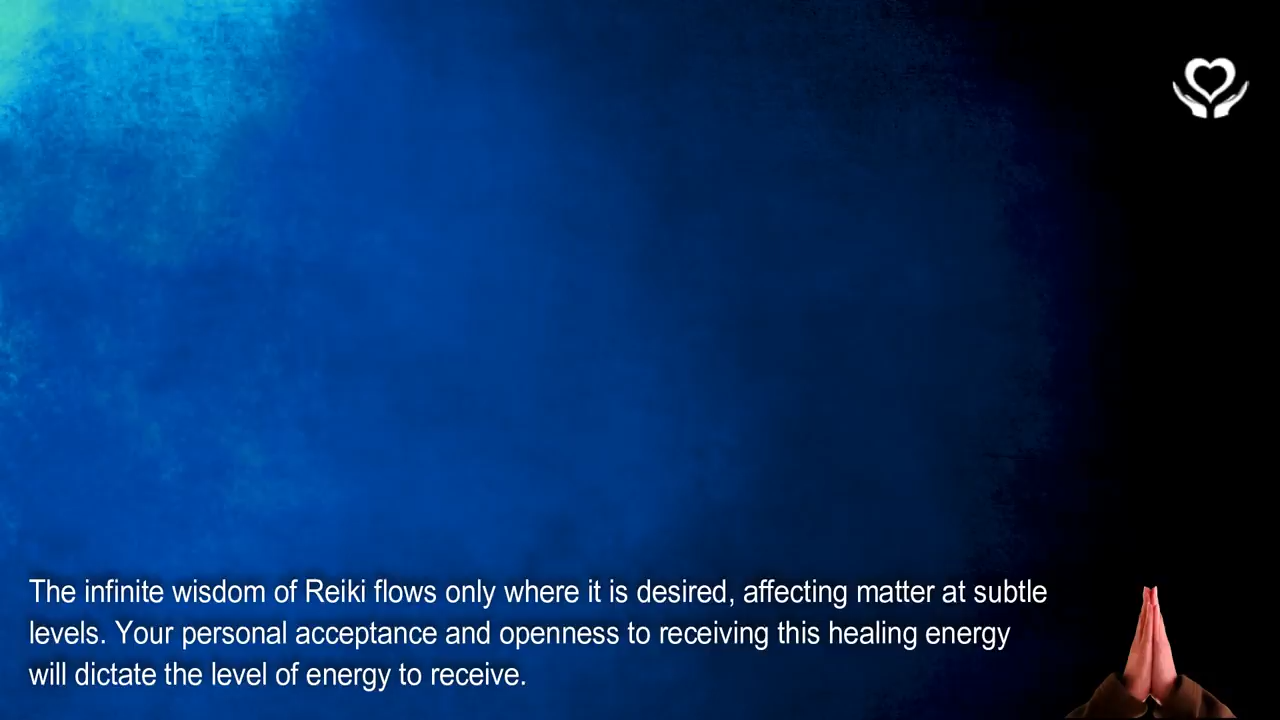 The infinite wisdom of Reiki flows only where it is desired, affecting matter at subtle
levels. Your personal acceptance and openness to receiving this healing energy
will dictate the level of energy to receive.